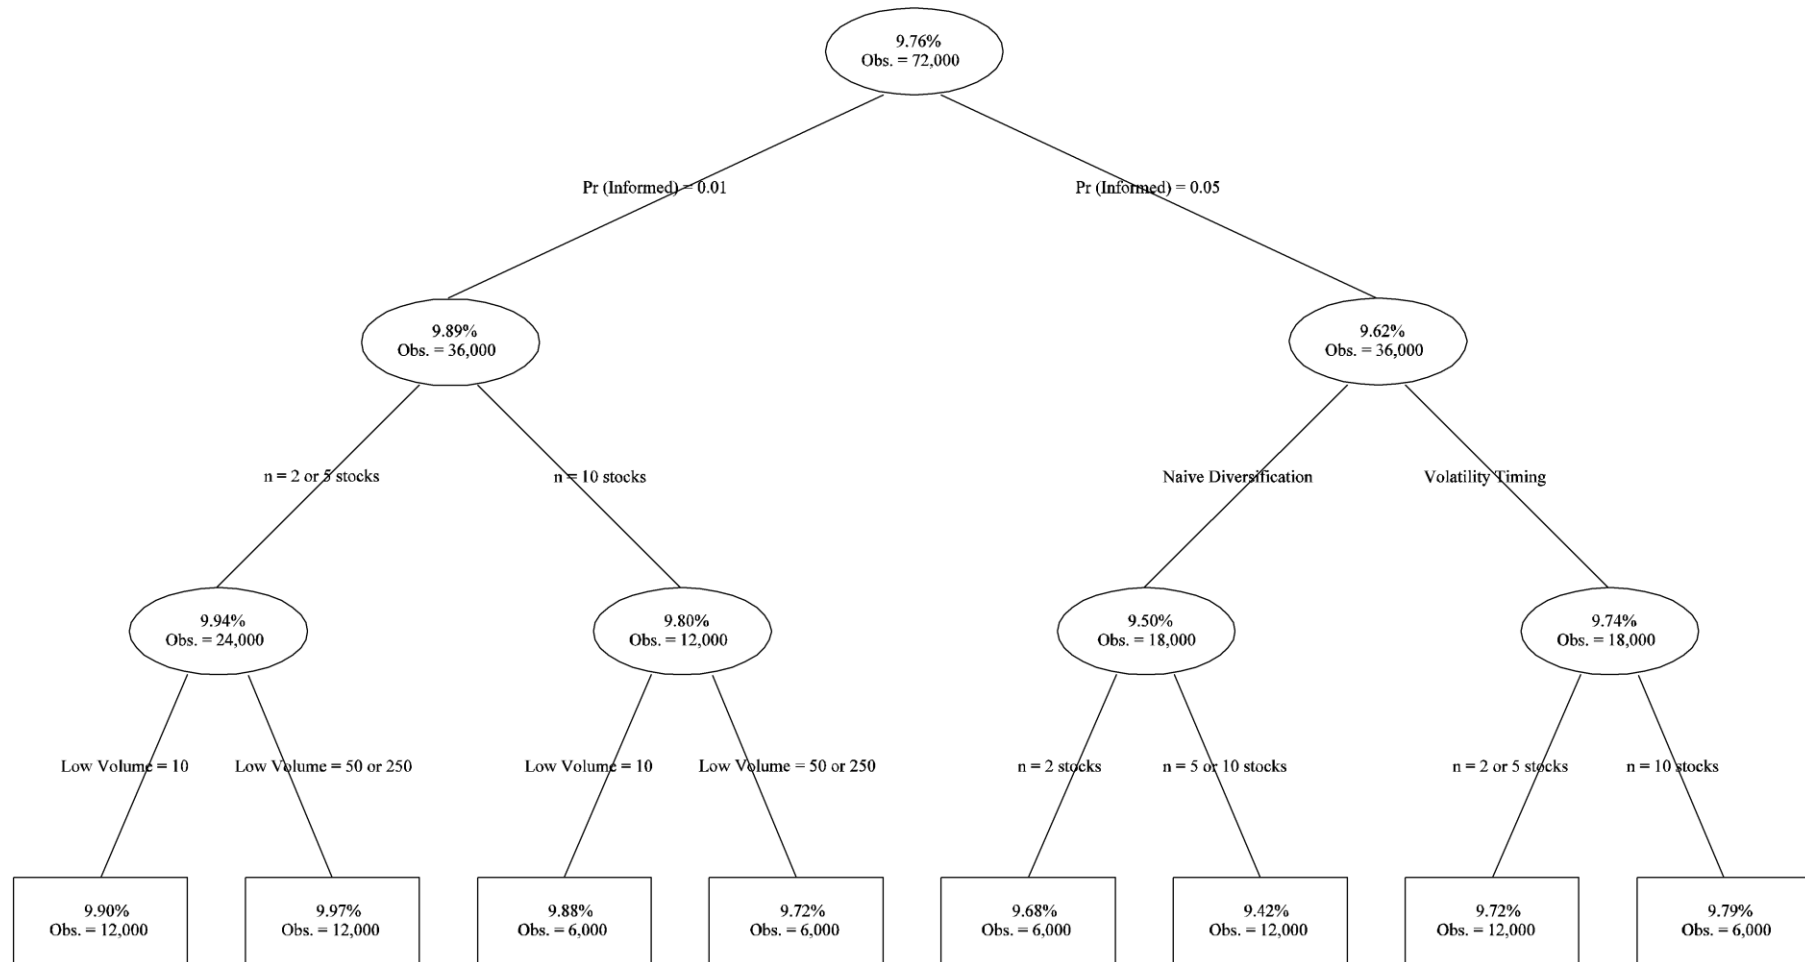 9.76%
Obs. = 72,000
Pr (Informed) = 0.01
Pr (Informed) = 0.05
9.89%
Obs. = 36,000
9.62%
Obs. = 36,000
n = 2 or 5 stocks
n = 10 stocks
Naive Diversification
Volatility Timing
9.94%
Obs. = 24,000
9.80%
Obs. = 12,000
9.50%
Obs. = 18,000
9.74%
Obs. = 18,000
Low Volume = 10
Low Volume = 50 or 250
Low Volume = 10
Low Volume = 50 or 250
n = 2 stocks
n = 5 or 10 stocks
n = 2 or 5 stocks
n = 10 stocks
9.90%
Obs. = 12,000
9.97%
Obs. = 12,000
9.88%
Obs. = 6,000
9.72%
Obs. = 6,000
9.68%
Obs. = 6,000
9.42%
Obs. = 12,000
9.72%
Obs. = 12,000
9.79%
Obs. = 6,000